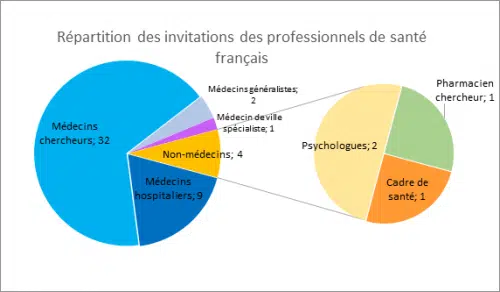 Répartition des invitations des professionnels de santé
français
Médecins généralistes;
2
Médecin de ville
spécialiste; 1
Médecins
chercheurs; 32
Non-médecins; 4
Médecins
hospitaliers; 9
Pharmacien
chercheur; 1
Psychologues; 2
Cadre de
santé; 1